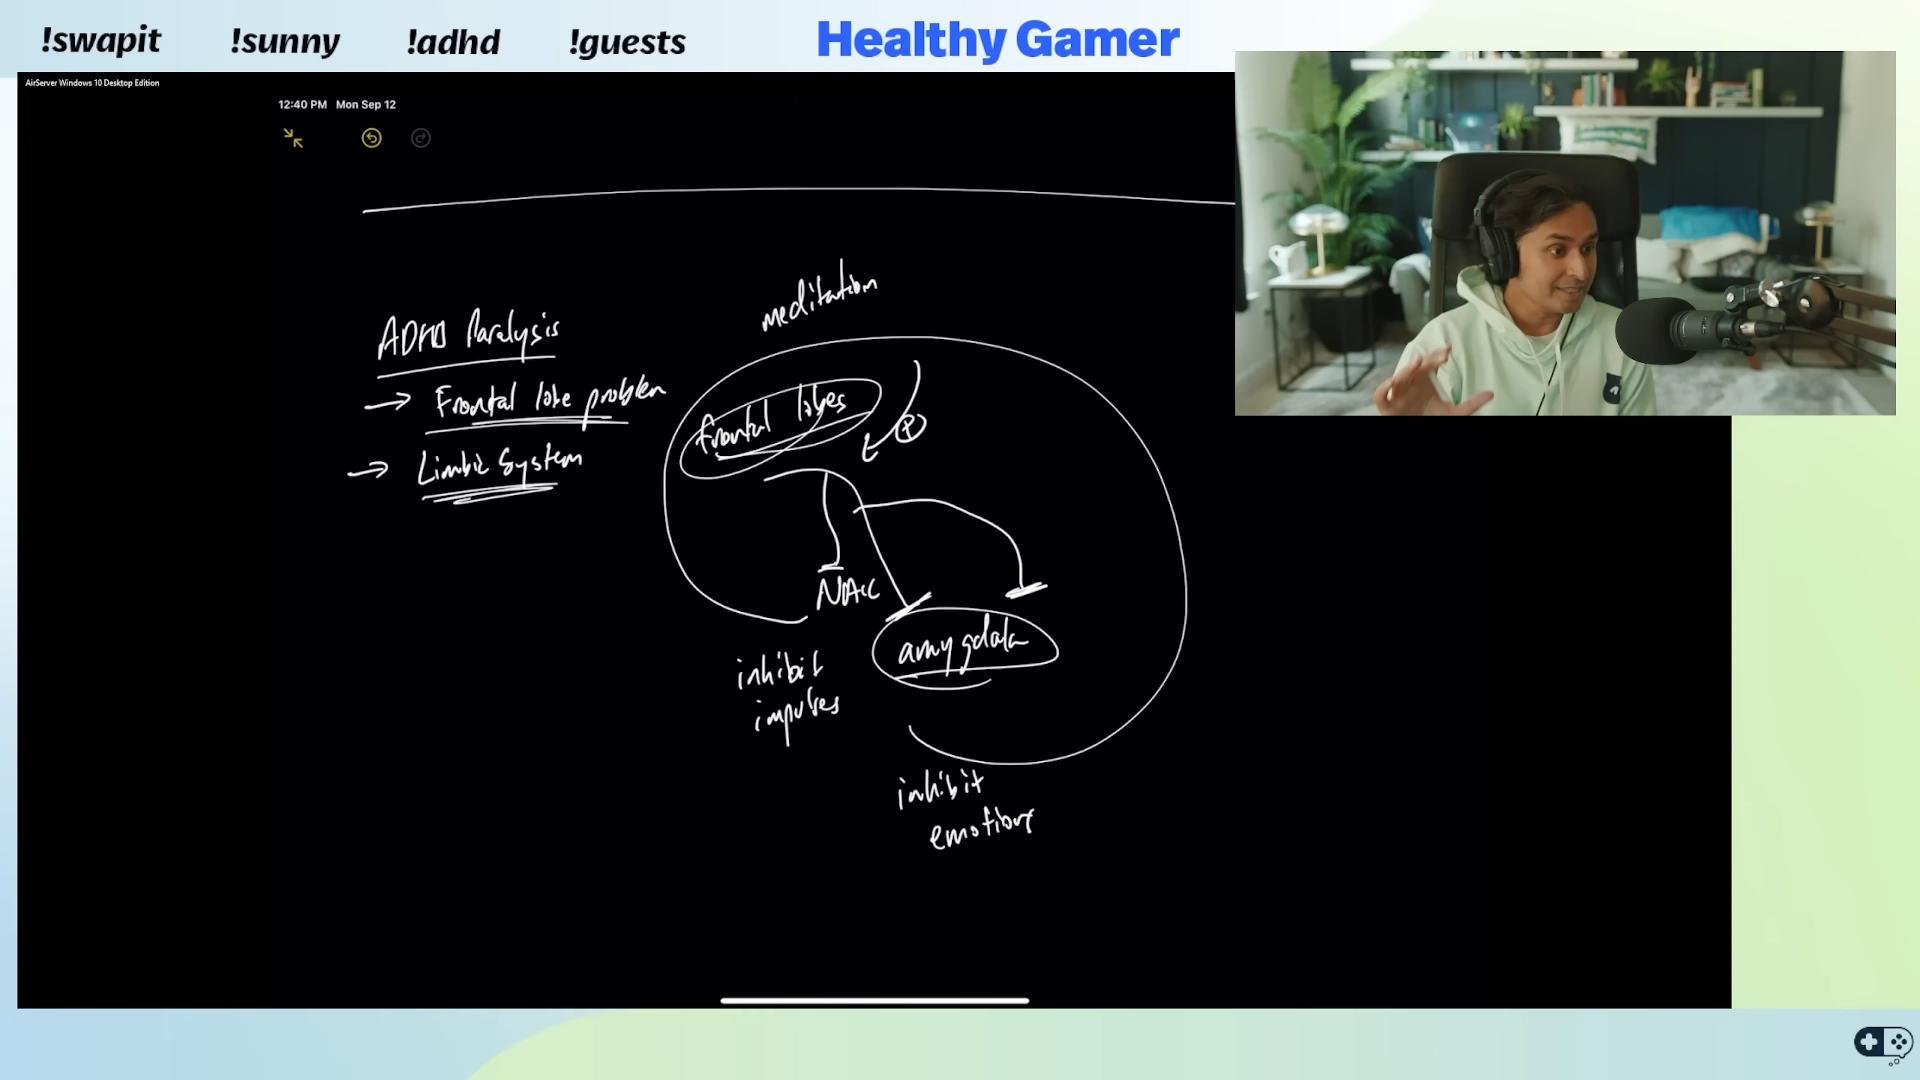 !swapit !sunny !adhd !guests Healthy Gamer
AirServer Windows 10 Desktop Edition
12:40 PM Mon Sep 12
meditation
ADHD Paralysis
→ Frontal lobe problem
→ Limbic System
frontal lobes
+
NAcc
amygdala
inhibit
impulses
inhibit
emotions